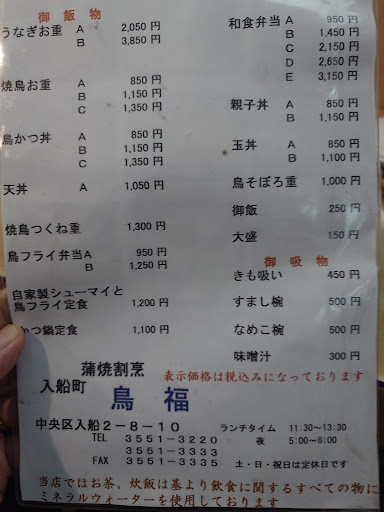 御飯物
うなぎお重 A 2,050 円
B 3,850 円
焼鳥お重 A 850 円
B 1,150 円
C 1,350 円
鳥かつ丼 A 850 円
B 1,150 円
C 1,350 円
天丼 A 1,050 円
焼鳥つくね重 1,300 円
鳥フライ弁当 A 950 円
B 1,250 円
自家製シューマイと
鳥フライ定食 1,200 円
かつ鍋定食 1,100 円
和食弁当 A 950 円
B 1,450 円
C 2,150 円
D 2,650 円
E 3,150 円
親子丼 A 850 円
B 1,150 円
玉丼 A 850 円
B 1,100 円
鳥そぼろ重 1,000 円
御飯 250 円
大盛 150 円
御吸物
きも吸い 450 円
すまし椀 500 円
なめこ椀 500 円
味噌汁 300 円
表示価格は税込みになっております
蒲焼割烹
入船町 鳥福
中央区入船2-8-10
TEL 3551-3220
3551-3335
FAX 3551-3335
ランチタイム 11:30~13:30
夜 5:00~8:00
土・日・祝日は定休日です
当店ではお茶、炊飯は基より飲食に関するすべての物に
ミネラルウォーターを使用しております